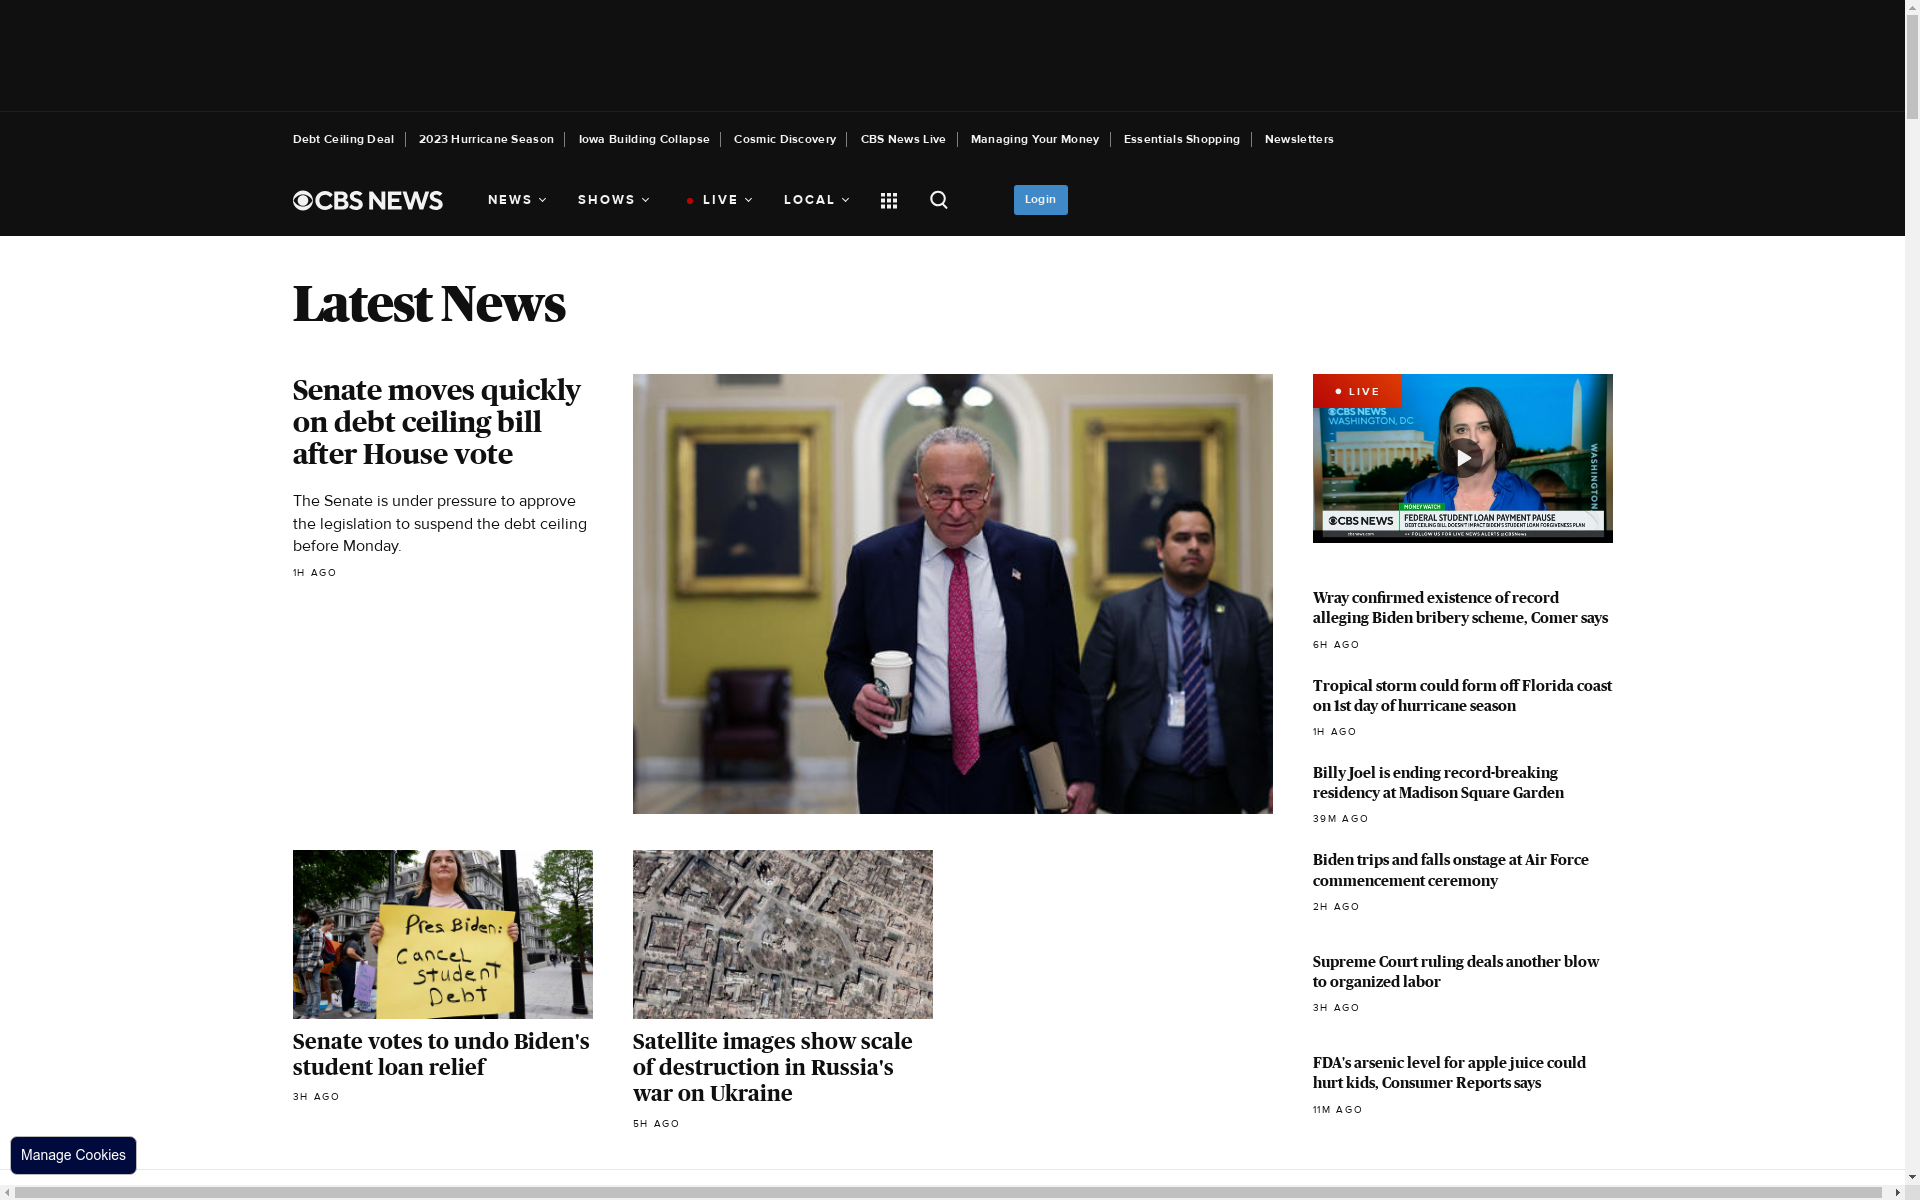 Debt Ceiling Deal
2023 Hurricane Season
Iowa Building Collapse
Cosmic Discovery
CBS News Live
Managing Your Money
Essentials Shopping
Newsletters
CBS NEWS
NEWS
SHOWS
LIVE
LOCAL
Login
Latest News
Senate moves quickly
on debt ceiling bill
after House vote
The Senate is under pressure to approve
the legislation to suspend the debt ceiling
before Monday.
1H AGO
LIVE
CBS NEWS
WASHINGTON, DC
WASHINGTON
MONEY WATCH
CBS NEWS
FEDERAL STUDENT LOAN PAYMENT PAUSE
DEBT CEILING BILL DOESN'T IMPACT BIDEN'S STUDENT LOAN FORGIVENESS PLAN
cbsnews.com
FOLLOW US FOR LIVE NEWS ALERTS @CBSNews
Wray confirmed existence of record
alleging Biden bribery scheme, Comer says
6H AGO
Tropical storm could form off Florida coast
on 1st day of hurricane season
1H AGO
Billy Joel is ending record-breaking
residency at Madison Square Garden
39M AGO
Biden trips and falls onstage at Air Force
commencement ceremony
2H AGO
Supreme Court ruling deals another blow
to organized labor
3H AGO
FDA's arsenic level for apple juice could
hurt kids, Consumer Reports says
11M AGO
Pres. Biden:
Cancel
student
Debt
Senate votes to undo Biden's
student loan relief
3H AGO
Satellite images show scale
of destruction in Russia's
war on Ukraine
5H AGO
Manage Cookies